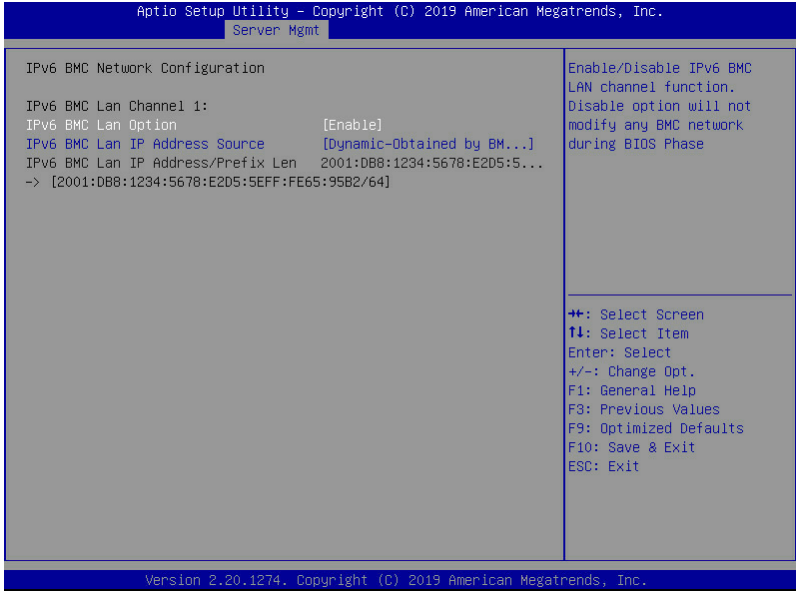 Aptio Setup Utility – Copyright (C) 2019 American Megatrends, Inc.
Server Mgmt
IPv6 BMC Network Configuration
IPv6 BMC Lan Channel 1:
IPv6 BMC Lan Option [Enable]
IPv6 BMC Lan IP Address Source [Dynamic-Obtained by BM...]
IPv6 BMC Lan IP Address/Prefix Len 2001:DB8:1234:5678:E2D5:5...
-> [2001:DB8:1234:5678:E2D5:5EFF:FE65:95B2/64]
Enable/Disable IPv6 BMC
LAN channel function.
Disable option will not
modify any BMC network
during BIOS Phase
→←: Select Screen
↑↓: Select Item
Enter: Select
+/-: Change Opt.
F1: General Help
F3: Previous Values
F9: Optimized Defaults
F10: Save & Exit
ESC: Exit
Version 2.20.1274. Copyright (C) 2019 American Megatrends, Inc.